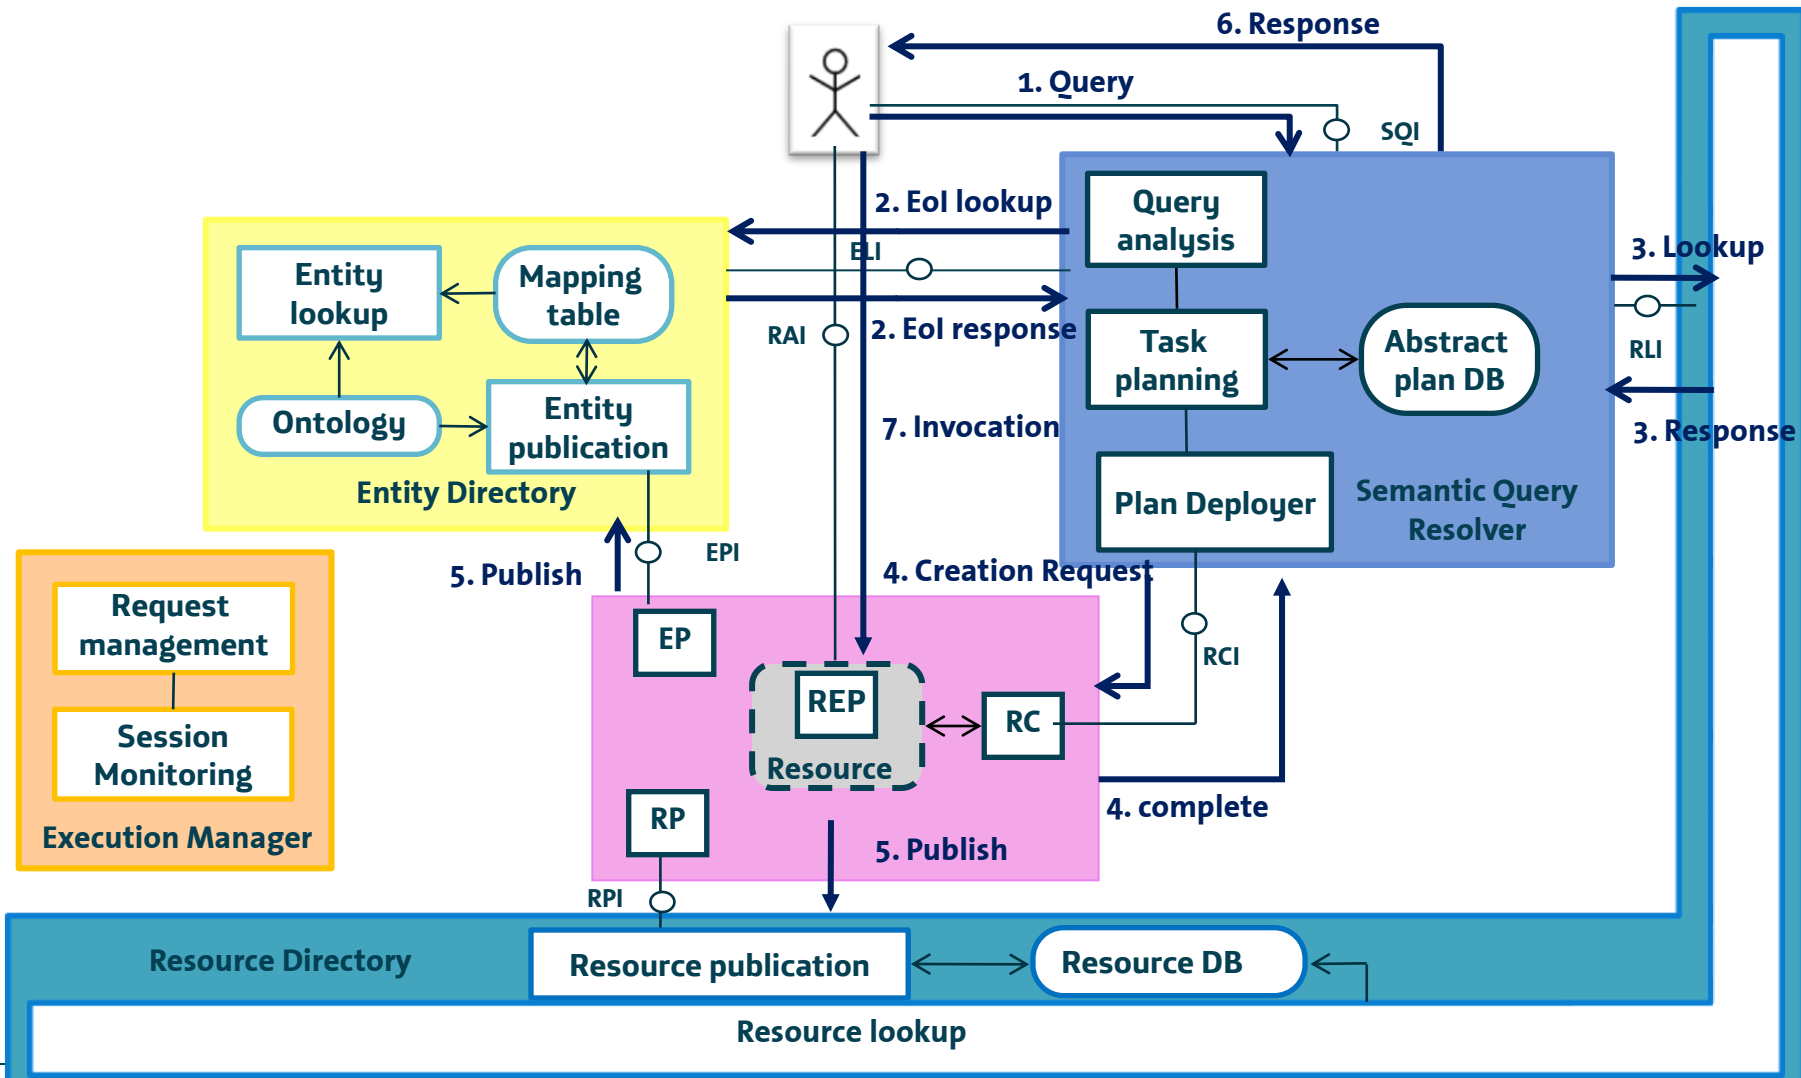 6. Response
1. Query
SQI
2. EoI lookup
ELI
2. EoI response
RAI
7. Invocation
Query
analysis
Task
planning
Abstract
plan DB
Plan Deployer
Semantic Query
Resolver
3. Lookup
RLI
3. Response
Entity
lookup
Mapping
table
Ontology
Entity
publication
Entity Directory
5. Publish
EPI
4. Creation Request
RCI
Request
management
Session
Monitoring
Execution Manager
EP
REP
Resource
RC
RP
4. complete
5. Publish
RPI
Resource Directory
Resource publication
Resource DB
Resource lookup